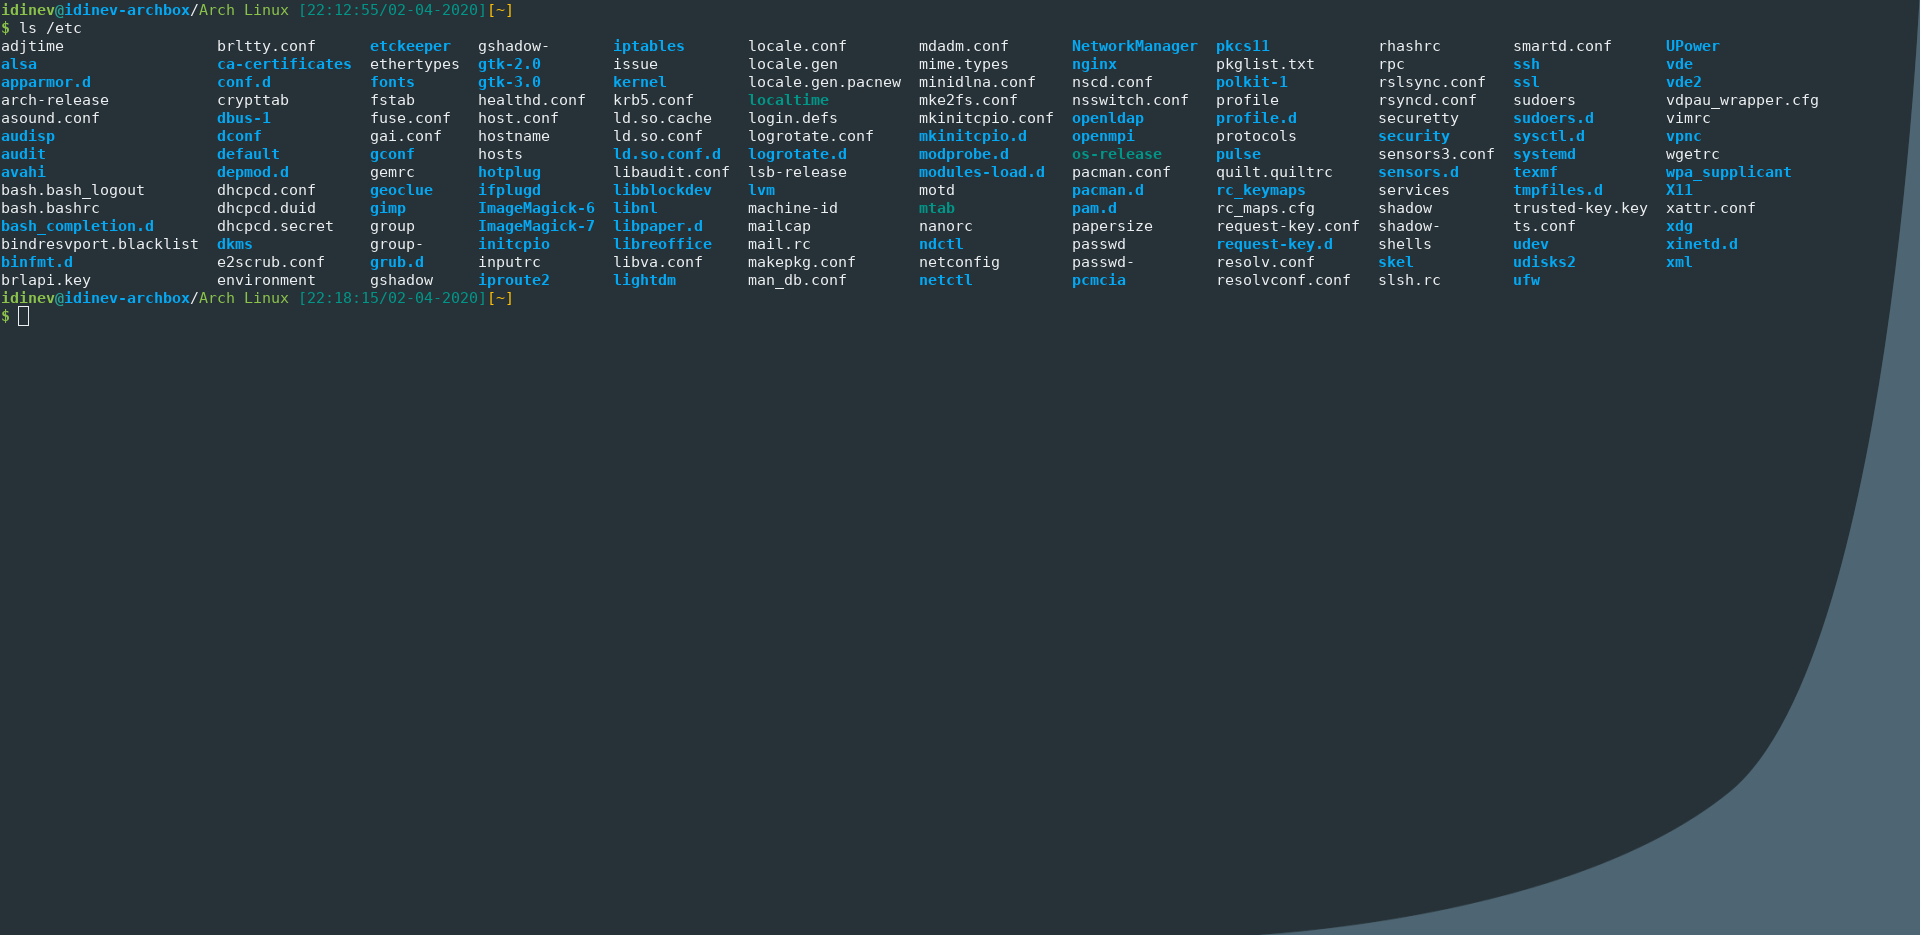 idinev@idinev-archbox/Arch Linux [22:12:55/02-04-2020][~]
$ ls /etc
adjtime brltty.conf etckeeper gshadow- iptables locale.conf mdadm.conf NetworkManager pkcs11 rhashrc smartd.conf UPower
alsa ca-certificates ethertypes gtk-2.0 issue locale.gen mime.types nginx pkglist.txt rpc ssh vde
apparmor.d conf.d fonts gtk-3.0 kernel locale.gen.pacnew minidlna.conf nscd.conf polkit-1 rslsync.conf ssl vde2
arch-release crypttab fstab healthd.conf krb5.conf localtime mke2fs.conf nsswitch.conf profile rsyncd.conf sudoers vdpau_wrapper.cfg
asound.conf dbus-1 fuse.conf host.conf ld.so.cache login.defs mkinitcpio.conf openldap profile.d securetty sudoers.d vimrc
audisp dconf gai.conf hostname ld.so.conf logrotate.conf mkinitcpio.d openmpi protocols security sysctl.d vpnc
audit default gconf hosts ld.so.conf.d logrotate.d modprobe.d os-release pulse sensors3.conf systemd wgetrc
avahi depmod.d gemrc hotplug libaudit.conf lsb-release modules-load.d pacman.conf quilt.quiltrc sensors.d texmf wpa_supplicant
bash.bash_logout dhcpcd.conf geoclue ifplugd libblockdev lvm motd pacman.d rc_keymaps services tmpfiles.d X11
bash.bashrc dhcpcd.duid gimp ImageMagick-6 libnl machine-id mtab pam.d rc_maps.cfg shadow trusted-key.key xattr.conf
bash_completion.d dhcpcd.secret group ImageMagick-7 libpaper.d mailcap nanorc papersize request-key.conf shadow- ts.conf xdg
bindresvport.blacklist dkms group- initcpio libreoffice mail.rc ndctl passwd request-key.d shells udev xinetd.d
binfmt.d e2scrub.conf grub.d inputrc libva.conf makepkg.conf netconfig passwd- resolv.conf skel udisks2 xml
brlapi.key environment gshadow iproute2 lightdm man_db.conf netctl pcmcia resolvconf.conf slsh.rc ufw
idinev@idinev-archbox/Arch Linux [22:18:15/02-04-2020][~]
$